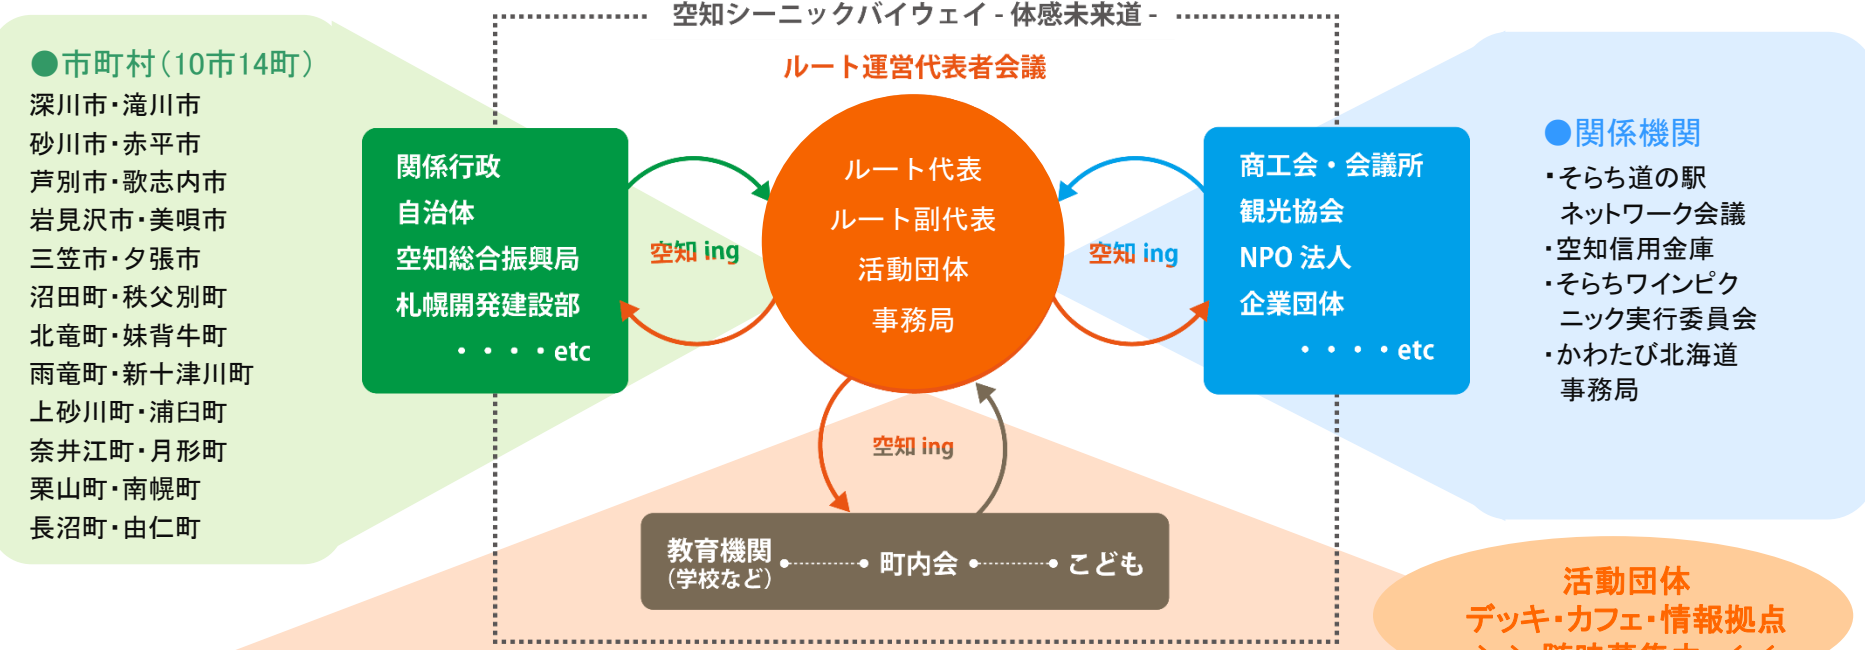 空知シーニックバイウェイ - 体感未来道 -
●市町村（10市14町）
深川市・滝川市
砂川市・赤平市
芦別市・歌志内市
岩見沢市・美唄市
三笠市・夕張市
沼田町・秩父別町
北竜町・妹背牛町
雨竜町・新十津川町
上砂川町・浦臼町
奈井江町・月形町
栗山町・南幌町
長沼町・由仁町
関係行政
自治体
空知総合振興局
札幌開発建設部
・・・・etc
空知 ing
ルート運営代表者会議
ルート代表
ルート副代表
活動団体
事務局
空知 ing
商工会・会議所
観光協会
NPO 法人
企業団体
・・・・etc
●関係機関
・そらち道の駅
ネットワーク会議
・空知信用金庫
・そらちワインピク
ニック実行委員会
・かわたび北海道
事務局
空知 ing
教育機関
（学校など）
町内会
こども
活動団体
デッキ・カフェ・情報拠点